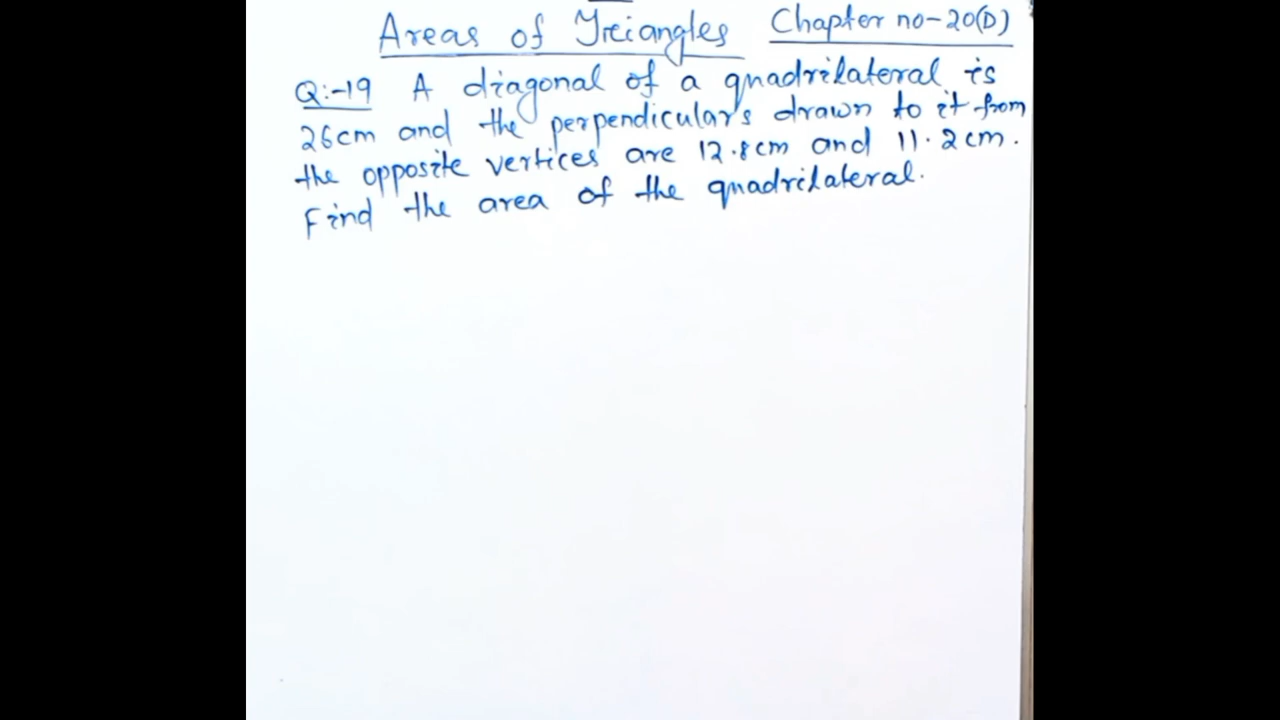 Areas of Treiangles Chapter no-20(D)
Q:-19 A diagonal of a quadrilateral is
26cm and the perpendiculars drawn to it from
the opposite vertices are 12.8cm and 11.2cm.
Find the area of the quadrilateral.